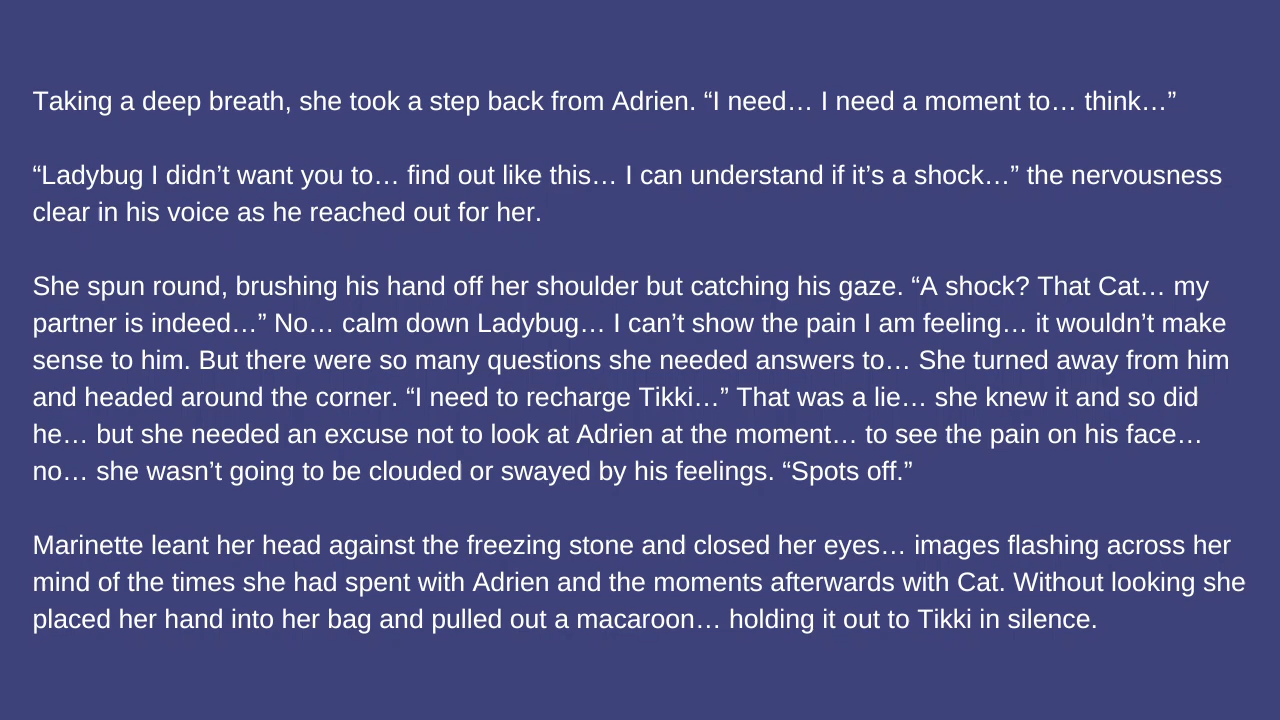 Taking a deep breath, she took a step back from Adrien. “I need… I need a moment to… think…”
“Ladybug I didn’t want you to… find out like this… I can understand if it’s a shock…” the nervousness
clear in his voice as he reached out for her.
She spun round, brushing his hand off her shoulder but catching his gaze. “A shock? That Cat… my
partner is indeed…” No… calm down Ladybug… I can’t show the pain I am feeling… it wouldn’t make
sense to him. But there were so many questions she needed answers to… She turned away from him
and headed around the corner. “I need to recharge Tikki…” That was a lie… she knew it and so did
he… but she needed an excuse not to look at Adrien at the moment… to see the pain on his face…
no… she wasn’t going to be clouded or swayed by his feelings. “Spots off.”
Marinette leant her head against the freezing stone and closed her eyes… images flashing across her
mind of the times she had spent with Adrien and the moments afterwards with Cat. Without looking she
placed her hand into her bag and pulled out a macaroon… holding it out to Tikki in silence.